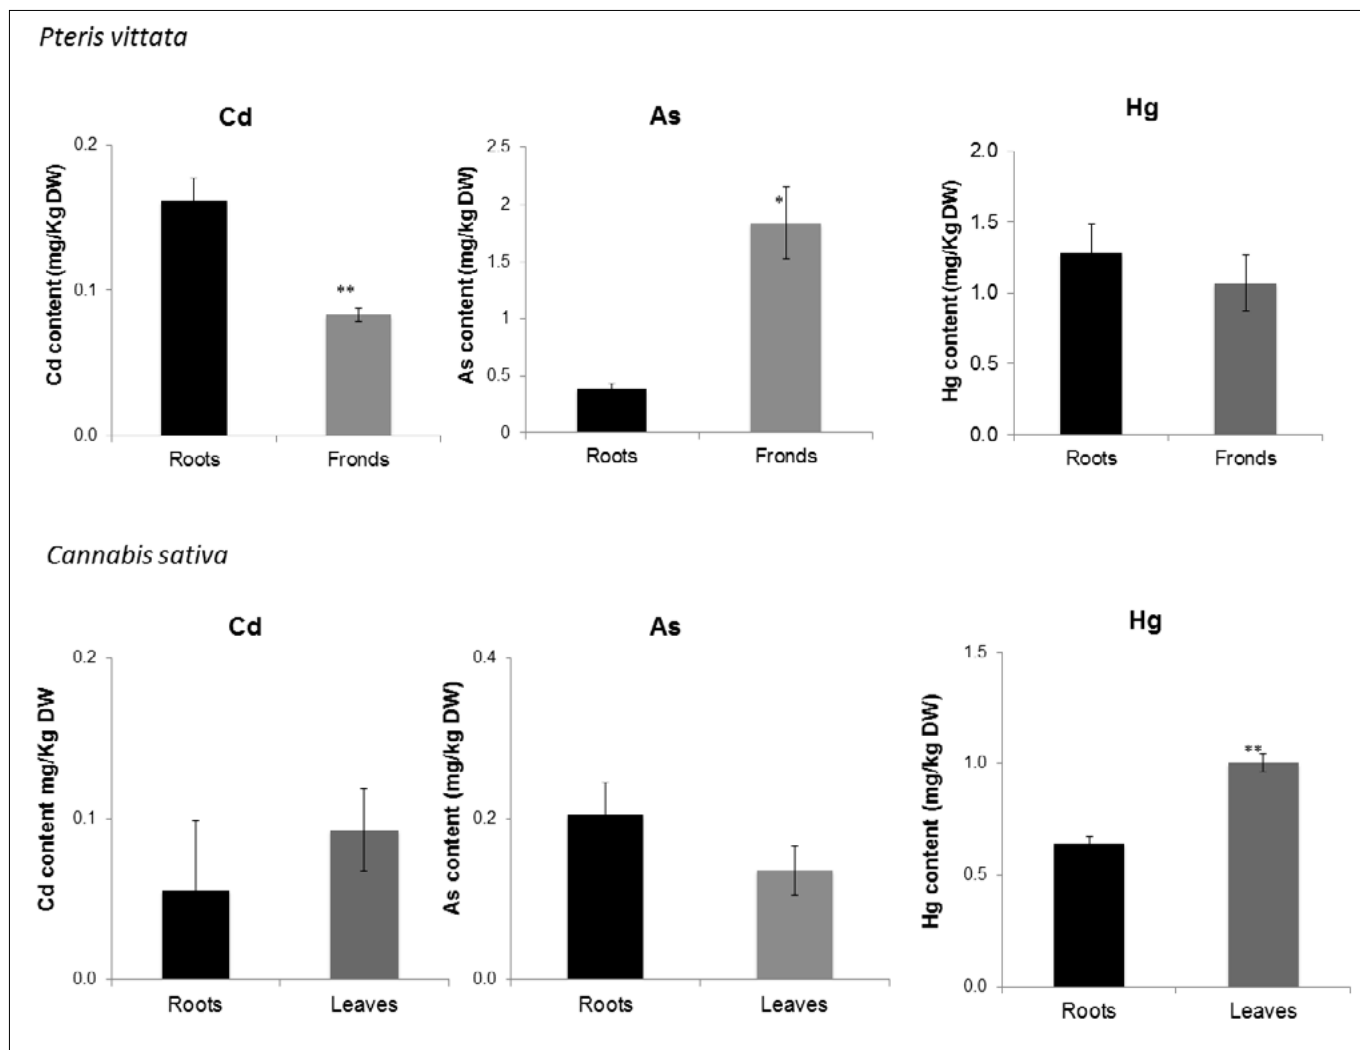 Pteris vittata
Cd
Cd content (mg/Kg DW)
0.2
0.1
0.0
**
Roots
Fronds
As
As content (mg/kg DW)
2.5
2
1.5
1
0.5
0
*
Roots
Fronds
Hg
Hg content (mg/Kg DW)
2.0
1.5
1.0
0.5
0.0
Roots
Fronds
Cannabis sativa
Cd
Cd content mg/Kg DW
0.2
0.1
0.0
Roots
Leaves
As
As content (mg/kg DW)
0.4
0.2
0.0
Roots
Leaves
Hg
Hg content (mg/kg DW)
1.5
1.0
0.5
0.0
**
Roots
Leaves